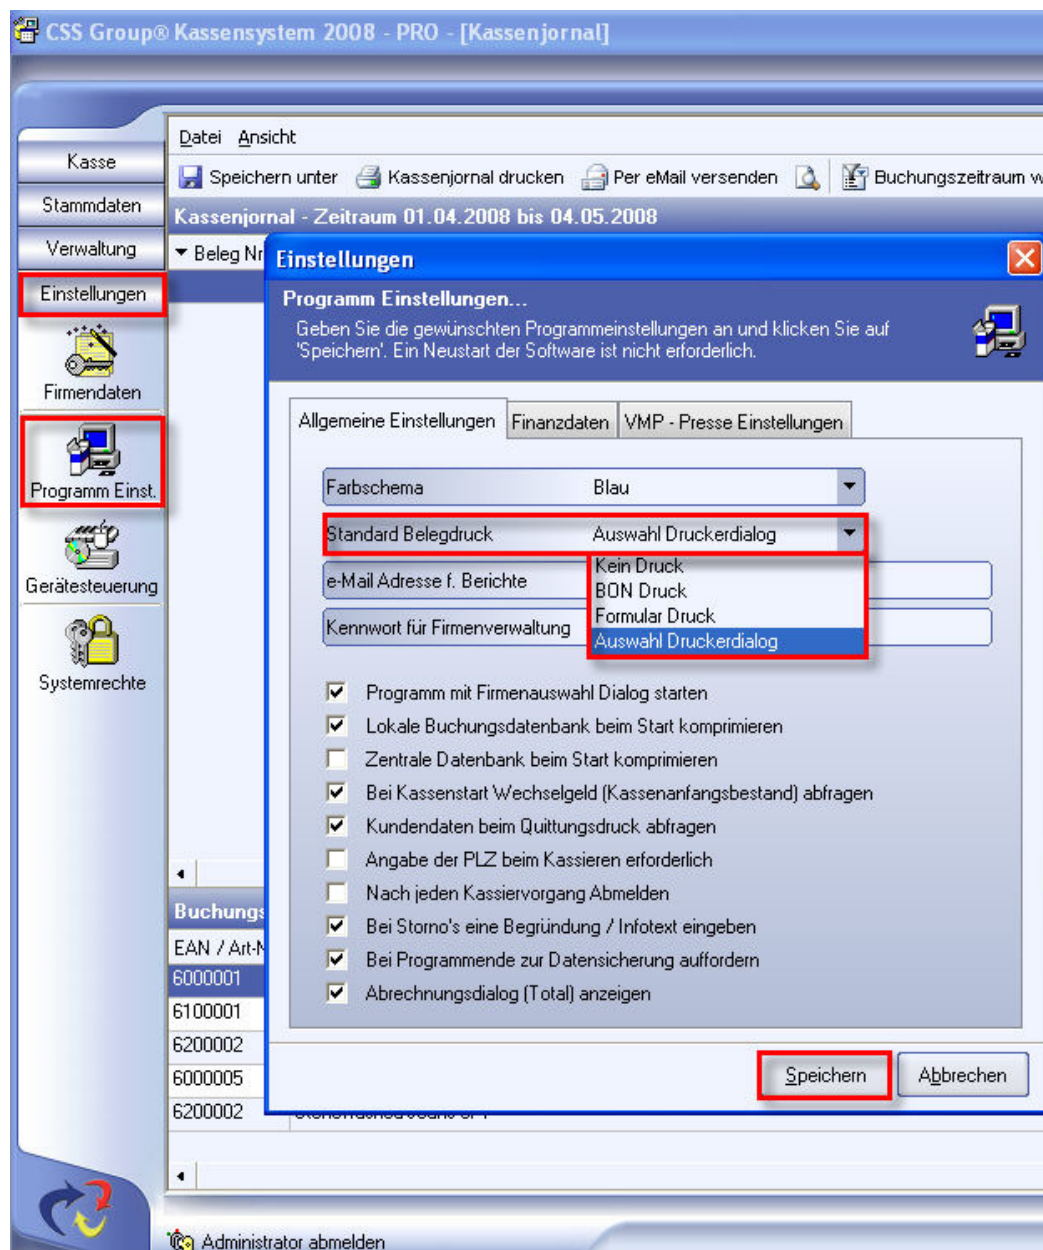 CSS Group® Kassensystem 2008 - PRO - [Kassenjornal]
Datei Ansicht
Speichern unter Kassenjornal drucken Per eMail versenden Buchungszeitraum w
Kassenjornal - Zeitraum 01.04.2008 bis 04.05.2008
Beleg Nr
Kasse
Stammdaten
Verwaltung
Einstellungen
Firmendaten
Programm Einst.
Gerätesteuerung
Systemrechte
Einstellungen
Programm Einstellungen...
Geben Sie die gewünschten Programmeinstellungen an und klicken Sie auf
'Speichern'. Ein Neustart der Software ist nicht erforderlich.
Allgemeine Einstellungen Finanzdaten VMP - Presse Einstellungen
Farbschema Blau
Standard Belegdruck Auswahl Druckerdialog
Kein Druck
BON Druck
Formular Druck
Auswahl Druckerdialog
e-Mail Adresse f. Berichte
Kennwort für Firmenverwaltung
Programm mit Firmenauswahl Dialog starten
Lokale Buchungsdatenbank beim Start komprimieren
Zentrale Datenbank beim Start komprimieren
Bei Kassenstart Wechselgeld (Kassenanfangsbestand) abfragen
Kundendaten beim Quittungsdruck abfragen
Angabe der PLZ beim Kassieren erforderlich
Nach jeden Kassiervorgang Abmelden
Bei Storno's eine Begründung / Infotext eingeben
Bei Programmende zur Datensicherung auffordern
Abrechnungsdialog (Total) anzeigen
Speichern Abbrechen
Buchungs
EAN / Art-N
6000001
6100001
6200002
6000005
6200002
Administrator abmelden